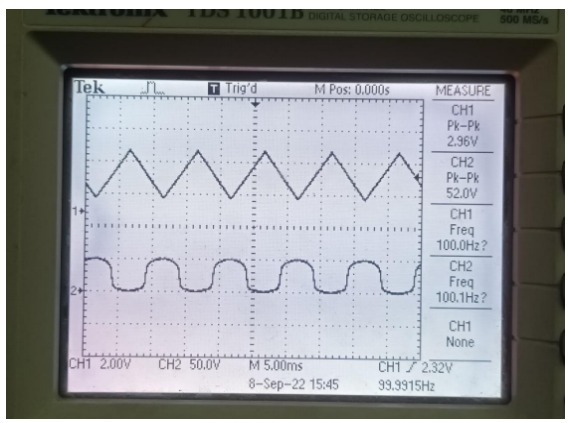 Tektronix TDS 1001B DIGITAL STORAGE OSCILLOSCOPE
500 MS/s
Tek T Trig'd M Pos: 0.000s MEASURE
CH1
Pk-Pk
2.96V
CH2
Pk-Pk
52.0V
1
CH1
Freq
100.0Hz?
CH2
Freq
100.1Hz?
2
CH1
None
CH1 2.00V CH2 50.0V M 5.00ms CH1 2.32V
8-Sep-22 15:45 99.9915Hz